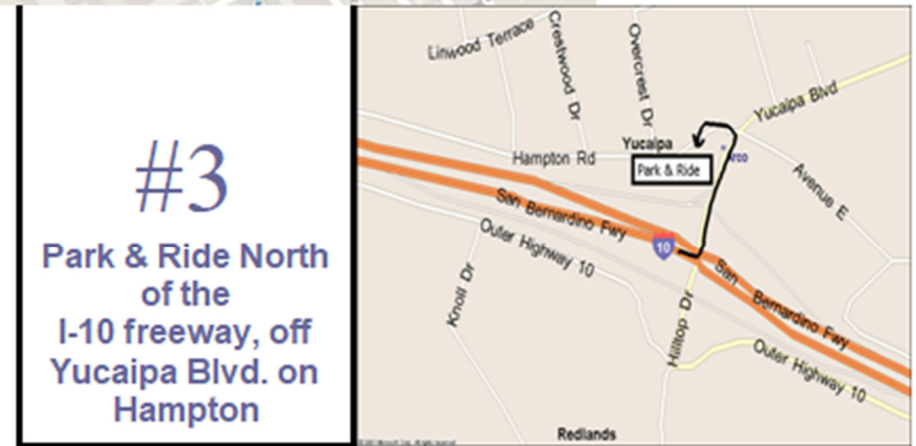 #3
Park & Ride North
of the
I-10 freeway, off
Yucaipa Blvd. on
Hampton
Linwood Terrace
Crestwood Dr
Overcrest Dr
Yucaipa Blvd
Yucaipa
Arco
Hampton Rd
Park & Ride
Avenue E
San Bernardino Fwy
10
Outer Highway 10
San Bernardino Fwy
Knoll Dr
Hilltop Dr
Outer Highway 10
Redlands